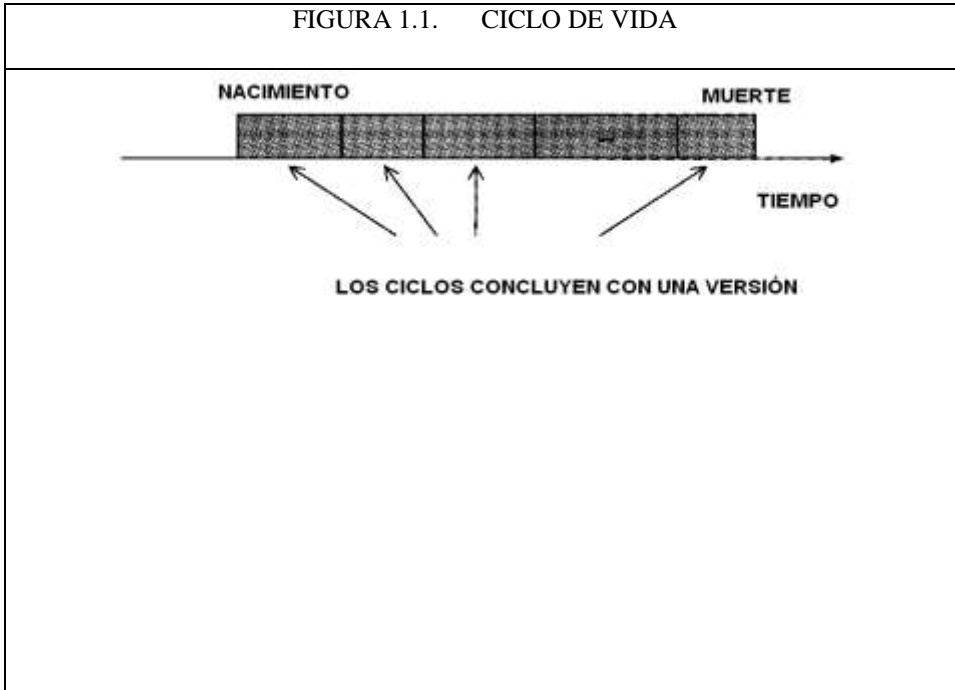 FIGURA 1.1. CICLO DE VIDA
NACIMIENTO
MUERTE
TIEMPO
LOS CICLOS CONCLUYEN CON UNA VERSIÓN